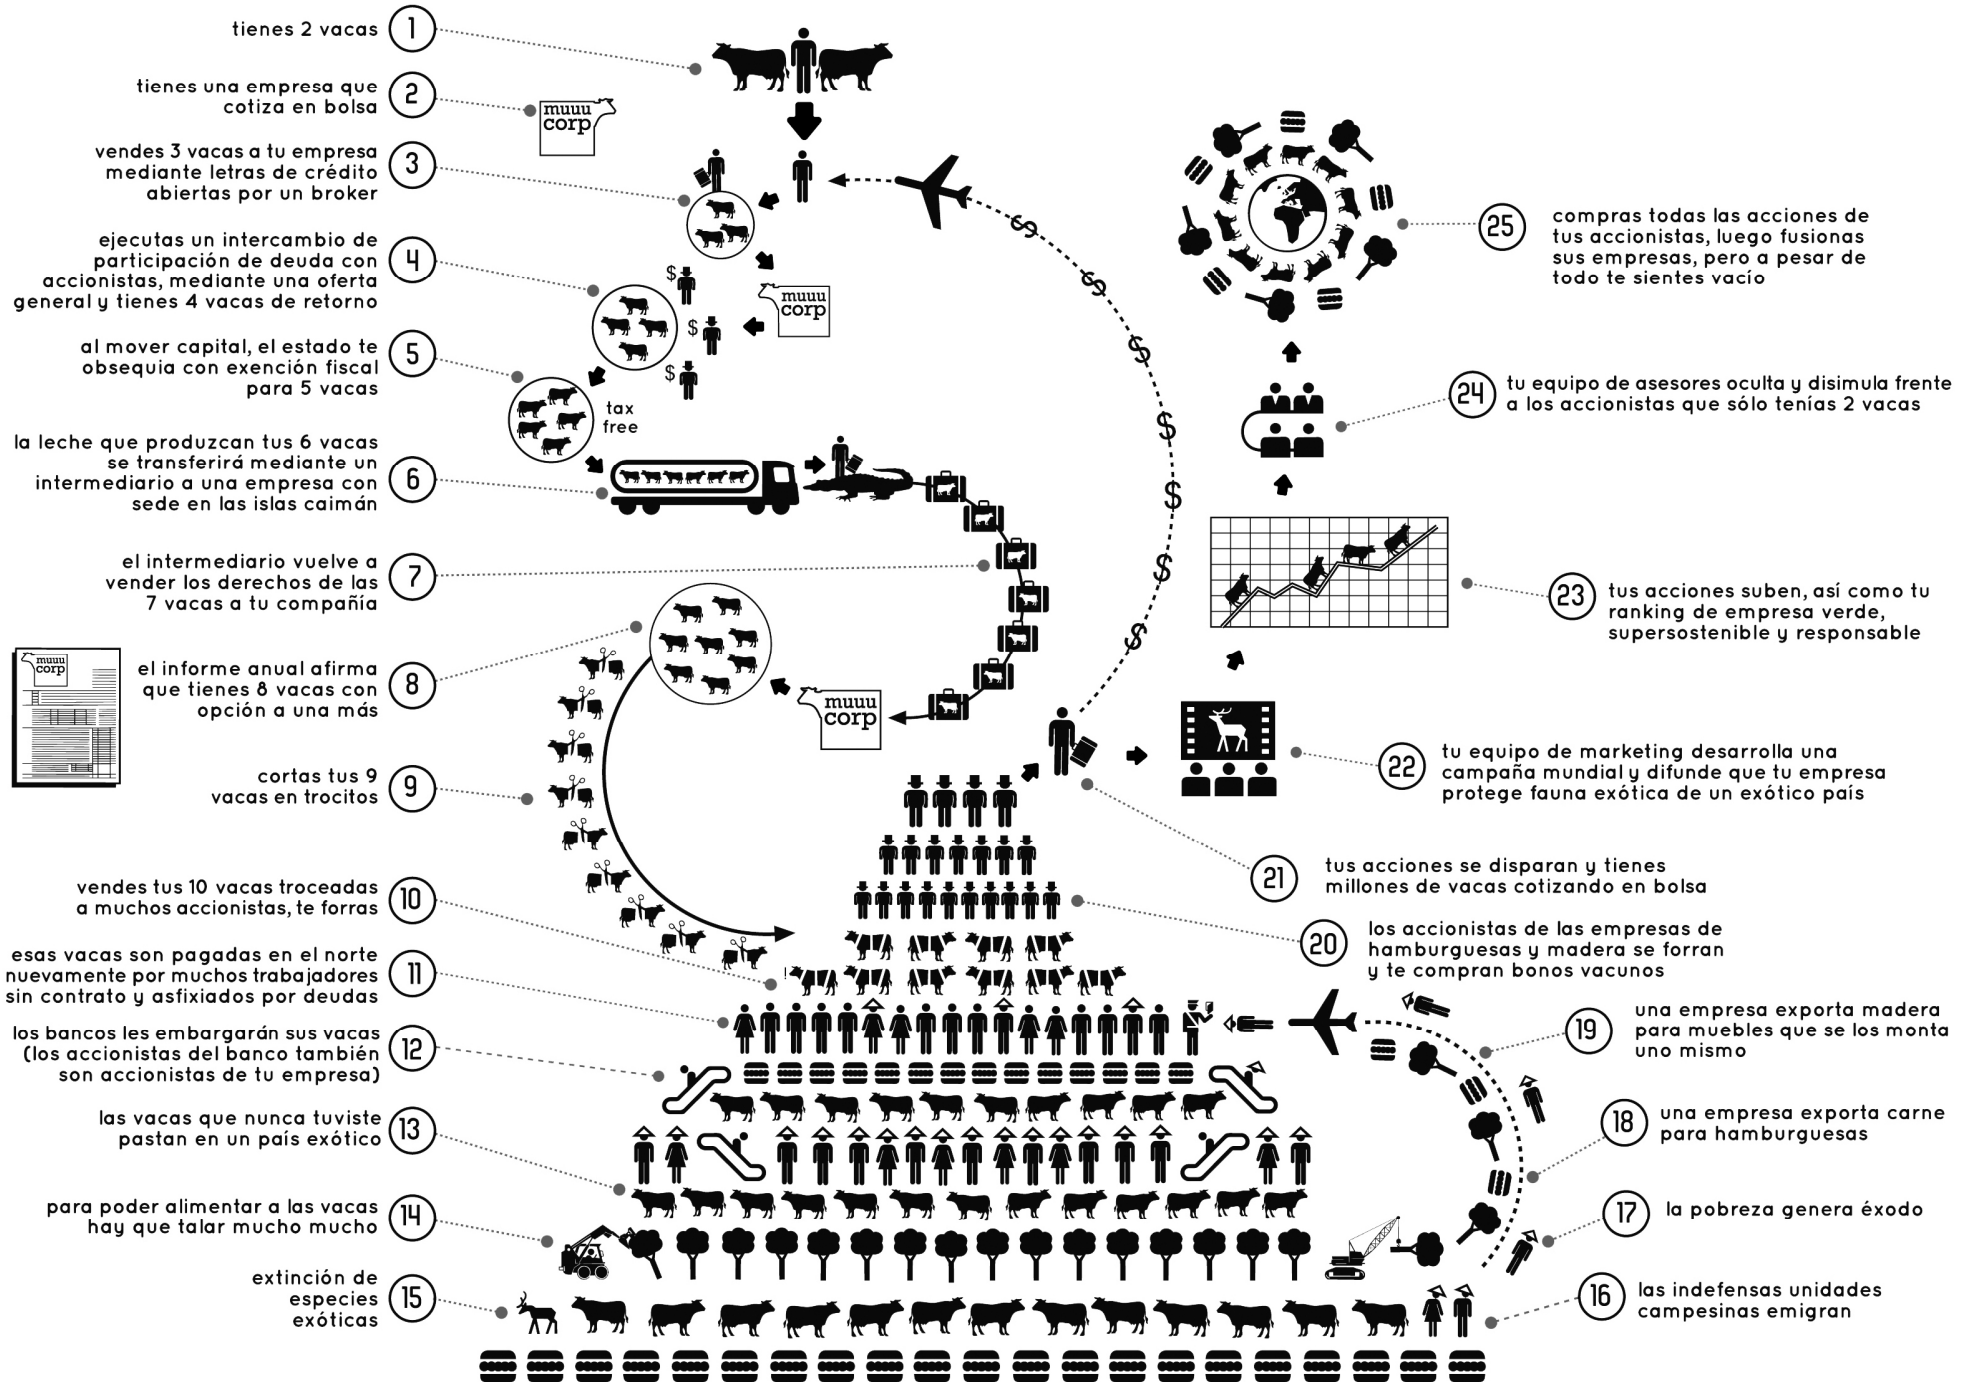 tienes 2 vacas
1
tienes una empresa que
cotiza en bolsa
2
muuu
corp
vendes 3 vacas a tu empresa
mediante letras de crédito
abiertas por un broker
3
ejecutas un intercambio de
participación de deuda con
accionistas, mediante una oferta
general y tienes 4 vacas de retorno
4
$
$
$
muuu
corp
al mover capital, el estado te
obsequia con exención fiscal
para 5 vacas
5
tax
free
la leche que produzcan tus 6 vacas
se transferirá mediante un
intermediario a una empresa con
sede en las islas caimán
6
el intermediario vuelve a
vender los derechos de las
7 vacas a tu compañía
7
muuu
corp
el informe anual afirma
que tienes 8 vacas con
opción a una más
8
muuu
corp
cortas tus 9
vacas en trocitos
9
vendes tus 10 vacas troceadas
a muchos accionistas, te forras
10
esas vacas son pagadas en el norte
nuevamente por muchos trabajadores
sin contrato y asfixiados por deudas
11
los bancos les embargarán sus vacas
(los accionistas del banco también
son accionistas de tu empresa)
12
las vacas que nunca tuviste
pastan en un país exótico
13
para poder alimentar a las vacas
hay que talar mucho mucho
14
extinción de
especies
exóticas
15
16
las indefensas unidades
campesinas emigran
17
la pobreza genera éxodo
18
una empresa exporta carne
para hamburguesas
19
una empresa exporta madera
para muebles que se los monta
uno mismo
20
los accionistas de las empresas de
hamburguesas y madera se forran
y te compran bonos vacunos
21
tus acciones se disparan y tienes
millones de vacas cotizando en bolsa
$
$
$
$
$
$
$
22
tu equipo de marketing desarrolla una
campaña mundial y difunde que tu empresa
protege fauna exótica de un exótico país
23
tus acciones suben, así como tu
ranking de empresa verde,
supersostenible y responsable
24
tu equipo de asesores oculta y disimula frente
a los accionistas que sólo tenías 2 vacas
25
compras todas las acciones de
tus accionistas, luego fusionas
sus empresas, pero a pesar de
todo te sientes vacío